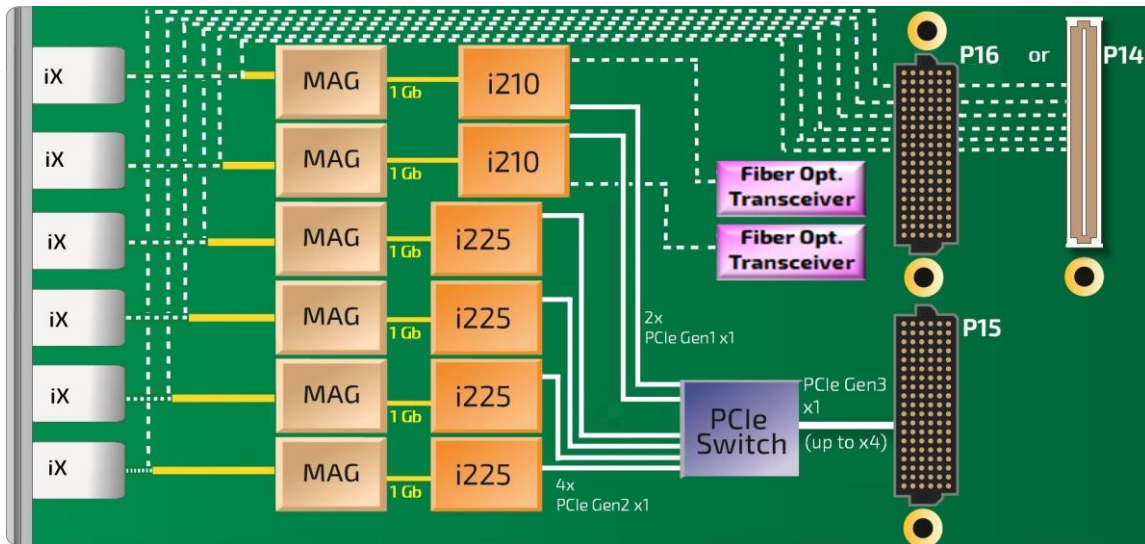 iX
MAG
1 Gb
i210
P16 or P14
iX
MAG
1 Gb
i210
Fiber Opt.
Transceiver
iX
MAG
1 Gb
i225
Fiber Opt.
Transceiver
iX
MAG
1 Gb
i225
2x
PCIe Gen1 x1
P15
iX
MAG
1 Gb
i225
PCIe
Switch
PCIe Gen3
x1
(up to x4)
iX
MAG
1 Gb
i225
4x
PCIe Gen2 x1